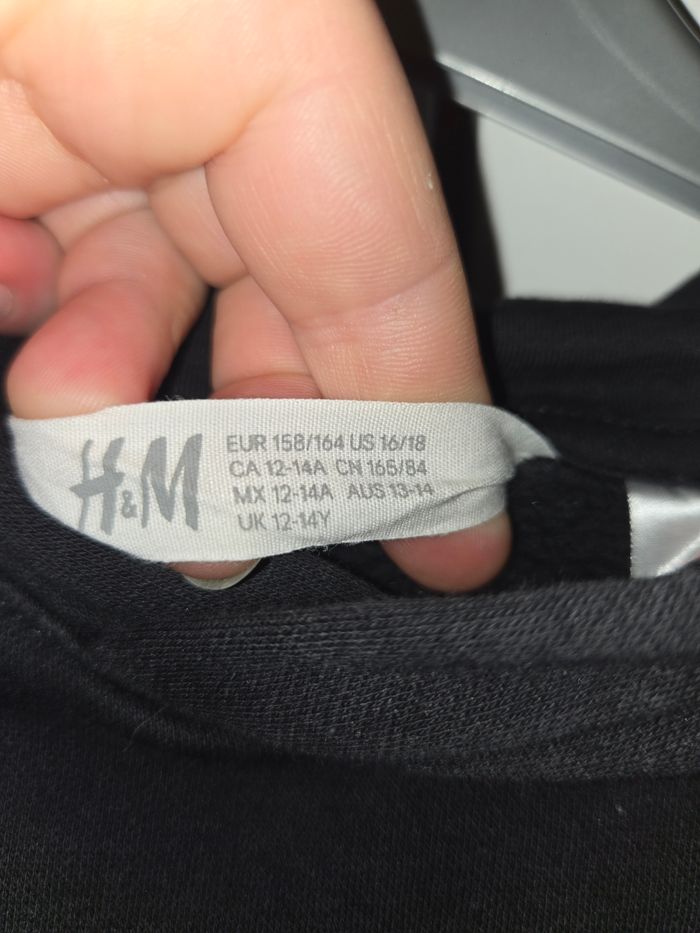 H&M
EUR 158/164 US 16/18
CA 12-14A CN 165/84
MX 12-14A AUS 13-14
UK 12-14Y